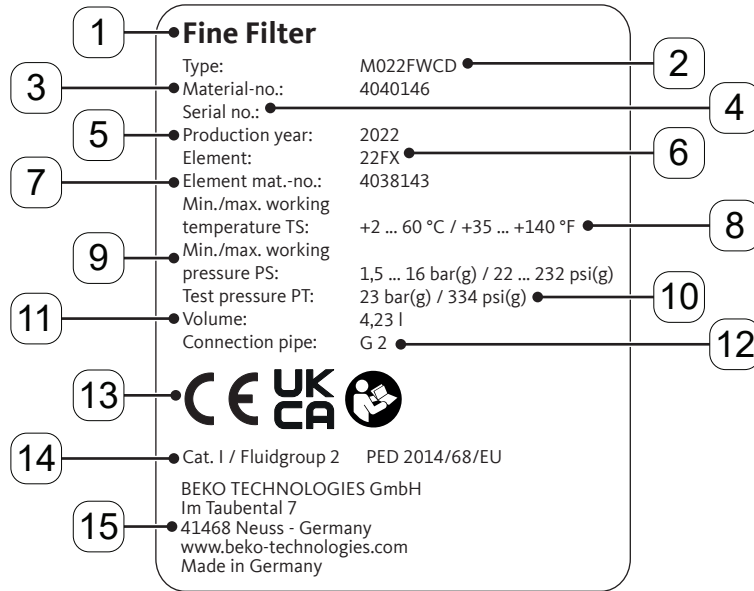 1 Fine Filter
Type: M022FWCD 2
3 Material-no.: 4040146
Serial no.: 4
5 Production year: 2022
Element: 22FX 6
7 Element mat.-no.: 4038143
Min./max. working
temperature TS: +2 ... 60 °C / +35 ... +140 °F 8
9 Min./max. working
pressure PS: 1,5 ... 16 bar(g) / 22 ... 232 psi(g)
Test pressure PT: 23 bar(g) / 334 psi(g) 10
11 Volume: 4,23 l
Connection pipe: G 2 12
13 CE UK
CA
14 Cat. I / Fluidgroup 2 PED 2014/68/EU
BEKO TECHNOLOGIES GmbH
Im Taubental 7
15 41468 Neuss - Germany
www.beko-technologies.com
Made in Germany